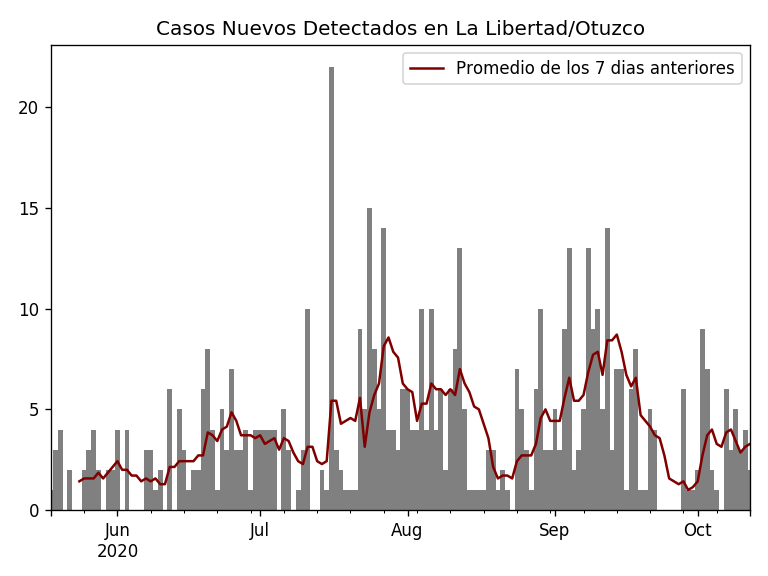 Casos Nuevos Detectados en La Libertad/Otuzco
Promedio de los 7 dias anteriores
20
15
10
5
0
Jun Jul Aug Sep Oct
2020